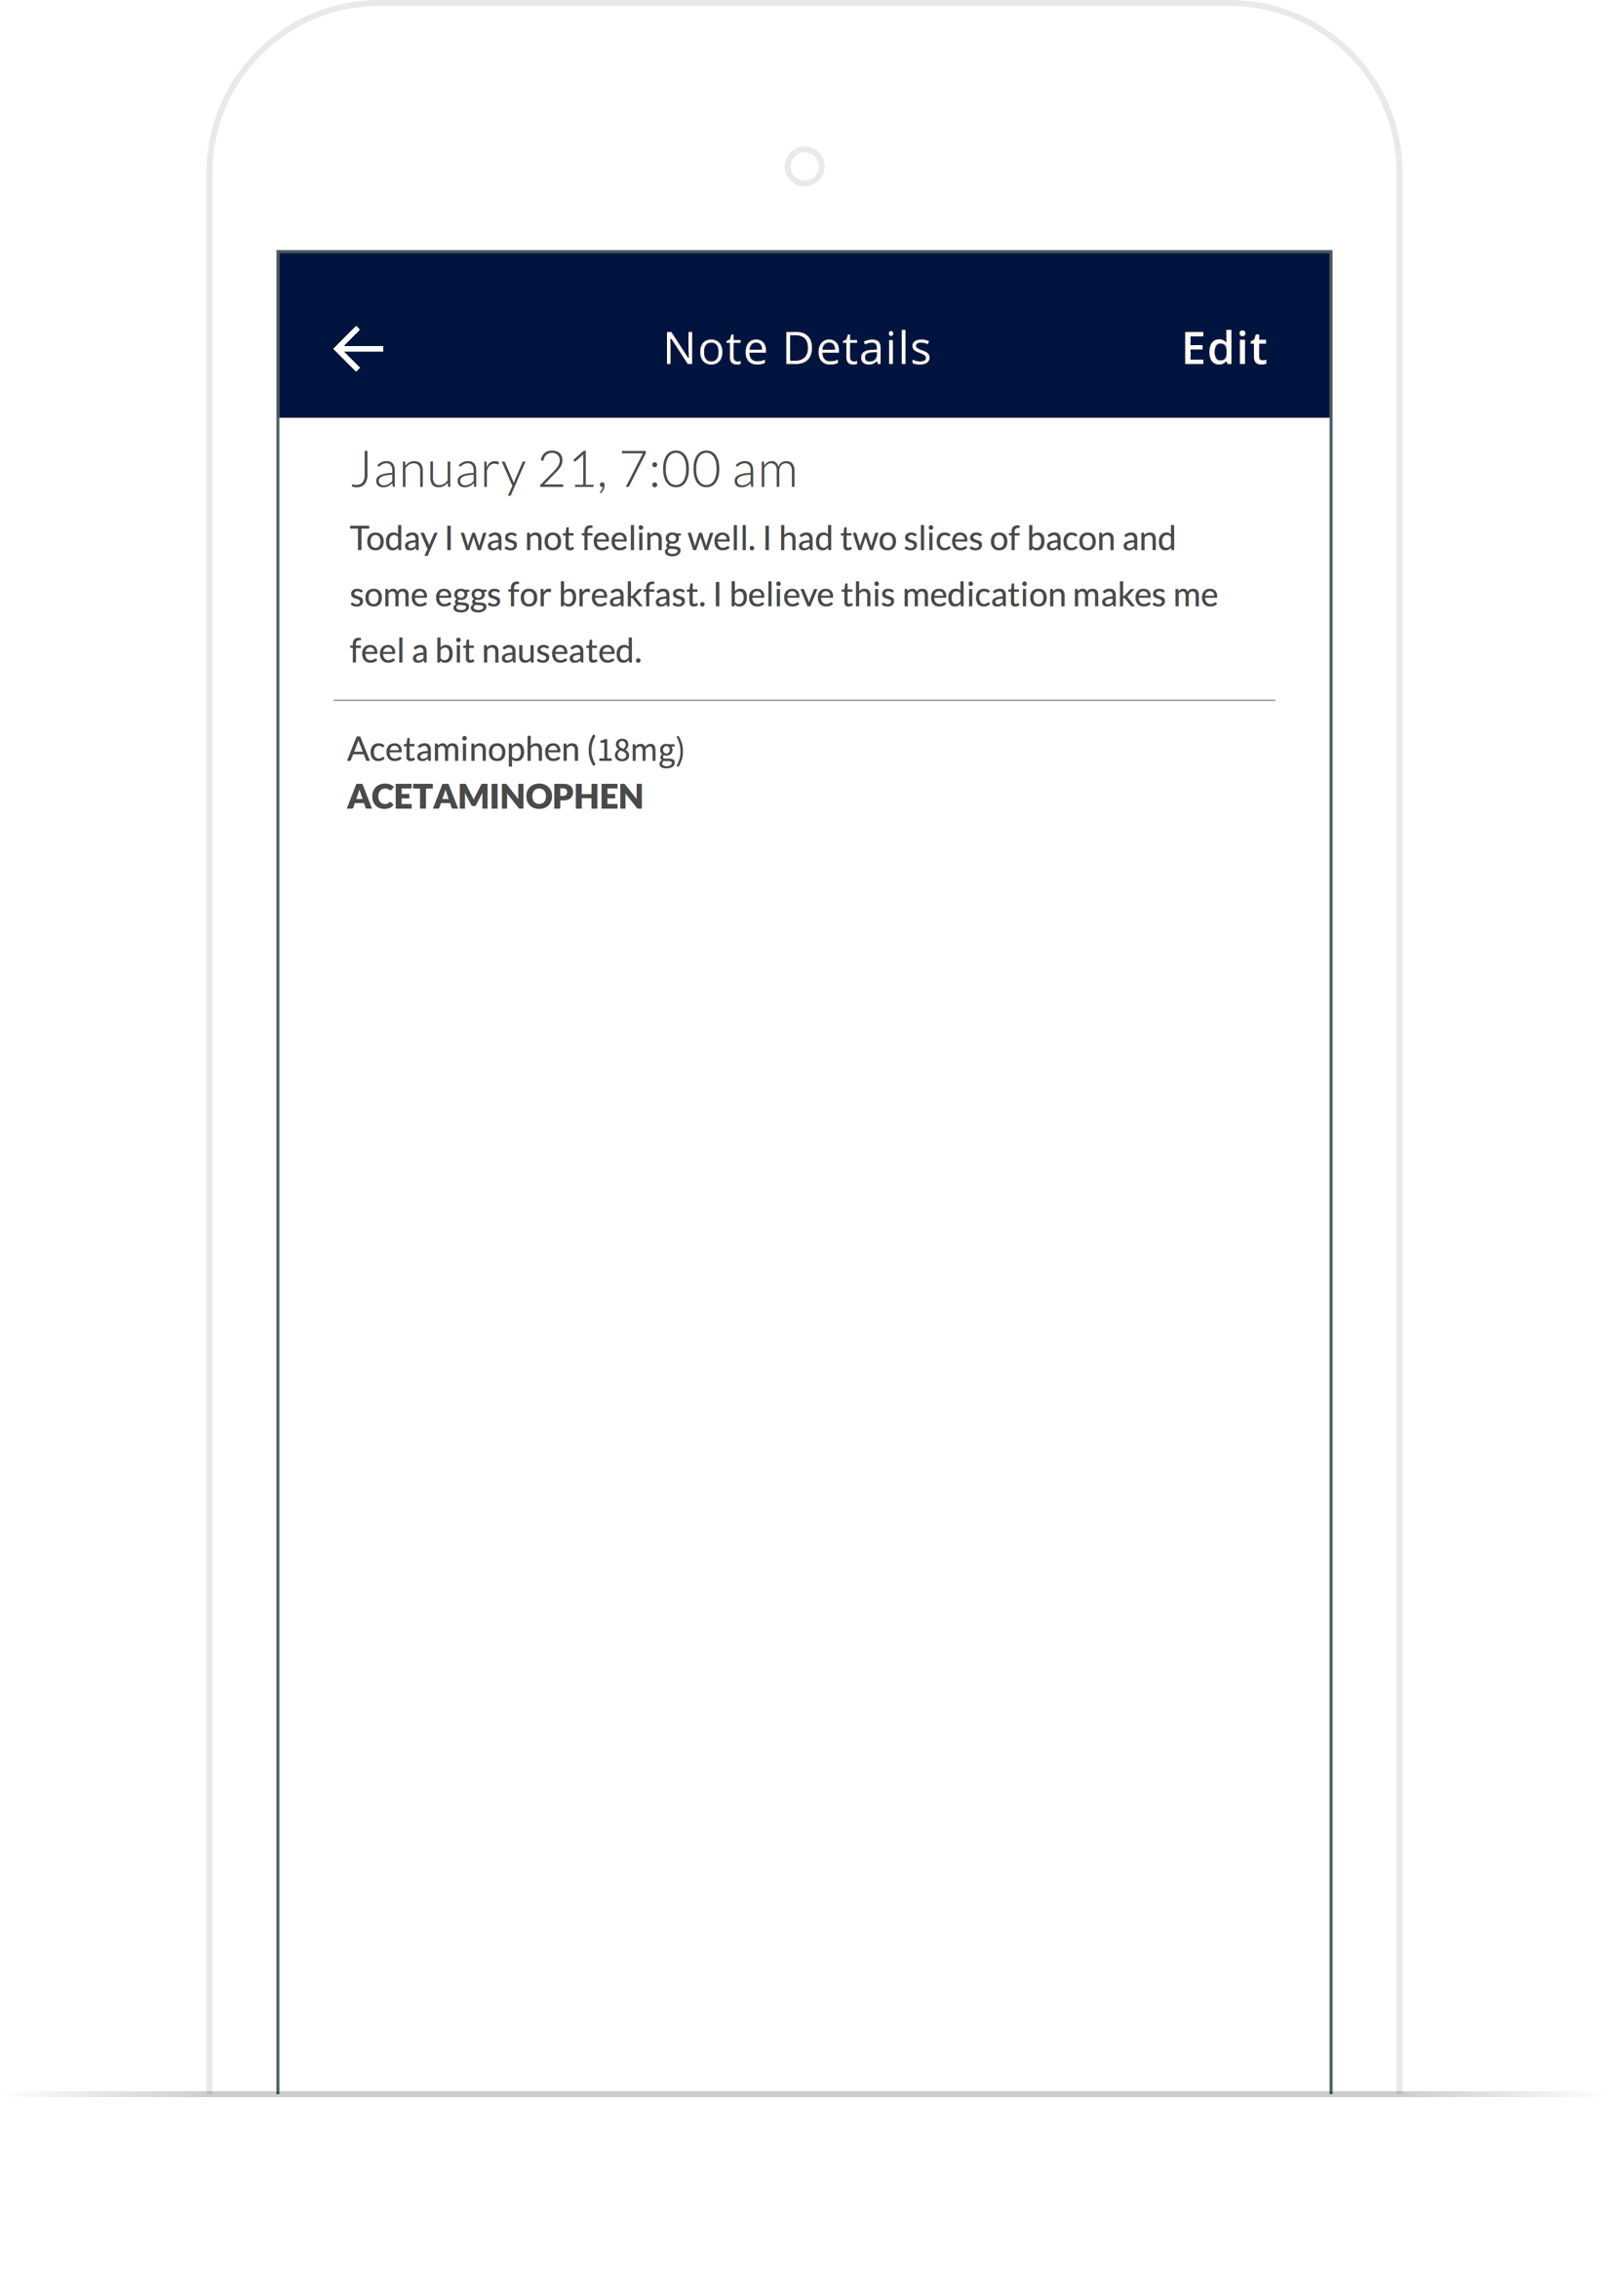 Note Details
Edit
January 21, 7:00 am
Today I was not feeling well. I had two slices of bacon and
some eggs for breakfast. I believe this medication makes me
feel a bit nauseated.
Acetaminophen (18mg)
ACETAMINOPHEN